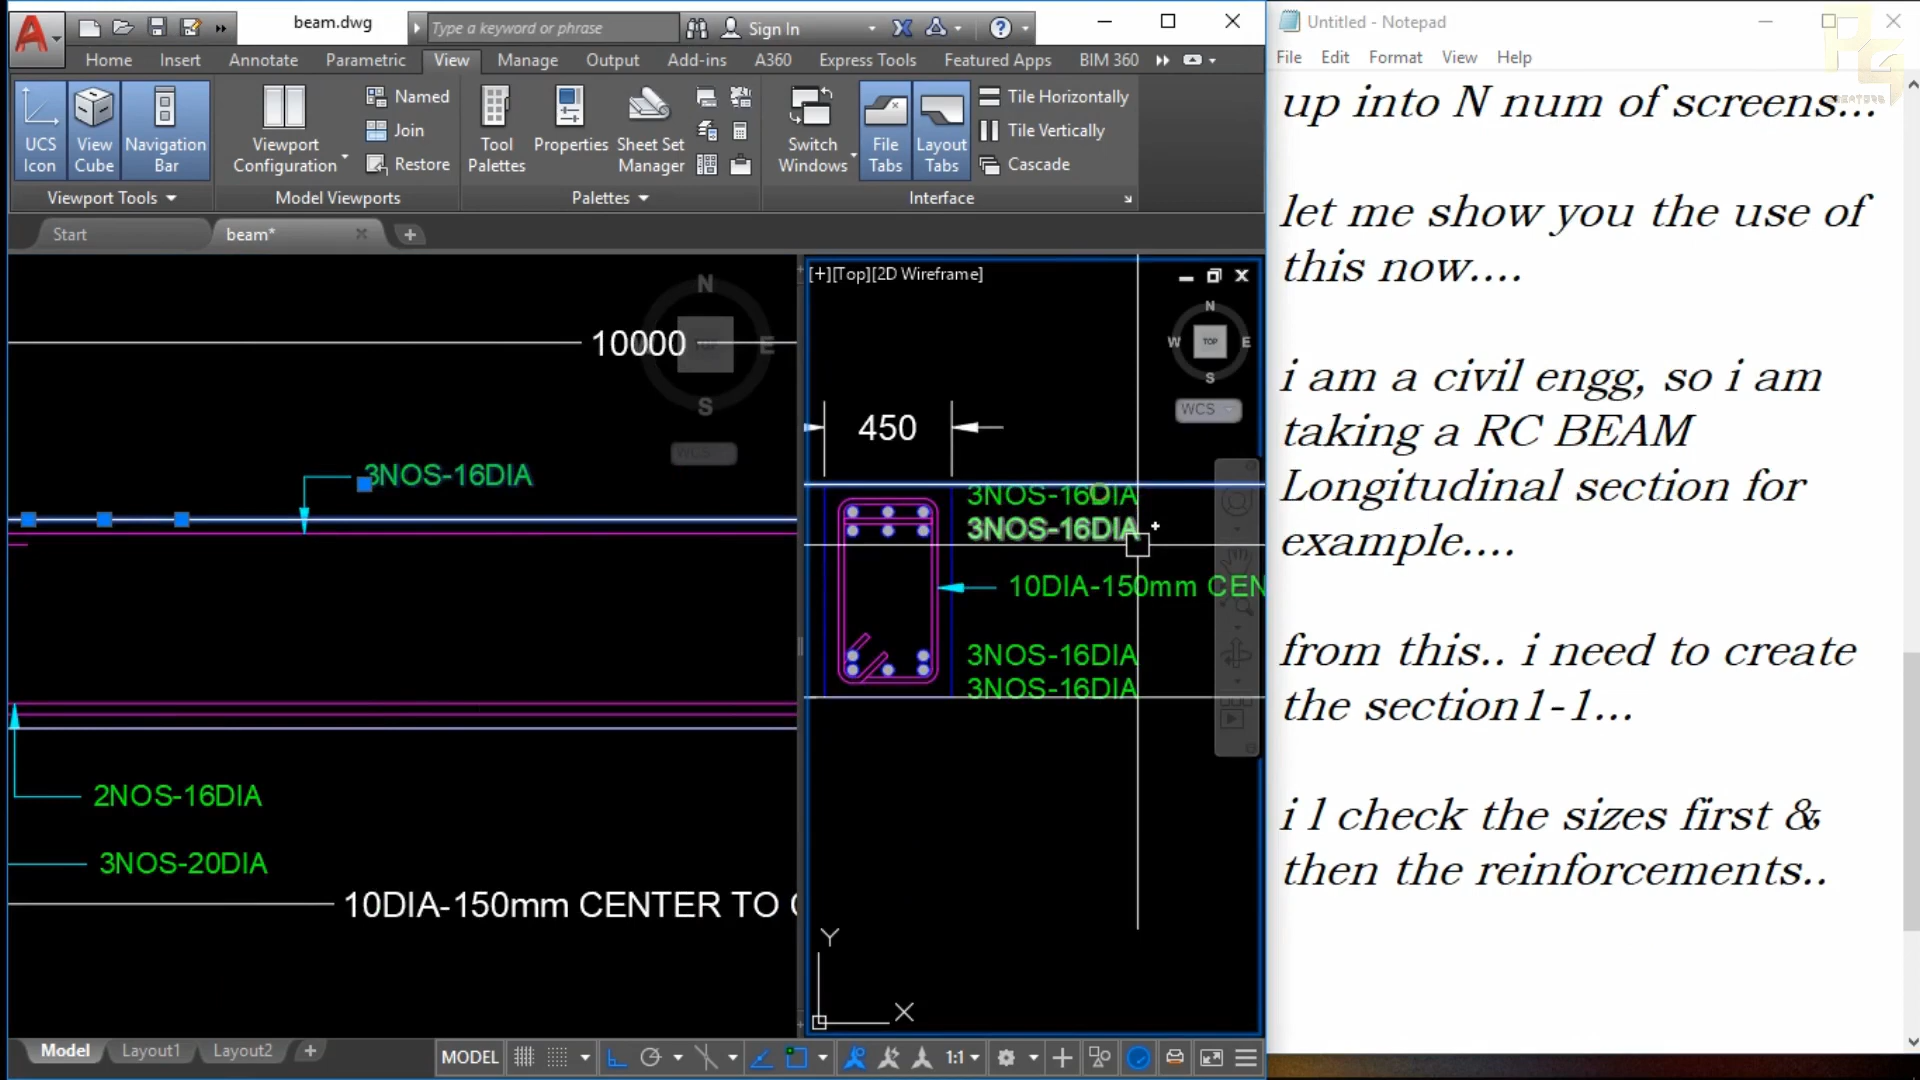 beam.dwg
Type a keyword or phrase
Sign In
Home Insert Annotate Parametric View Manage Output Add-ins A360 Express Tools Featured Apps BIM 360
UCS Icon
View Cube
Navigation Bar
Viewport Configuration
Named
Join
Restore
Tool Palettes
Properties
Sheet Set Manager
Switch Windows
File Tabs
Layout Tabs
Tile Horizontally
Tile Vertically
Cascade
Viewport Tools
Model Viewports
Palettes
Interface
Start
beam*
N
10000
TOP
E
S
WCS
3NOS-16DIA
2NOS-16DIA
3NOS-20DIA
10DIA-150mm CENTER TO
[+][Top][2D Wireframe]
N
W
TOP
E
S
WCS
450
3NOS-16DIA
3NOS-16DIA
10DIA-150mm CEN
3NOS-16DIA
3NOS-16DIA
Y
X
Model Layout1 Layout2
MODEL
1:1
Untitled - Notepad
File Edit Format View Help
up into N num of screens...
let me show you the use of
this now....
i am a civil engg, so i am
taking a RC BEAM
Longitudinal section for
example....
from this.. i need to create
the section1-1...
i l check the sizes first &
then the reinforcements..